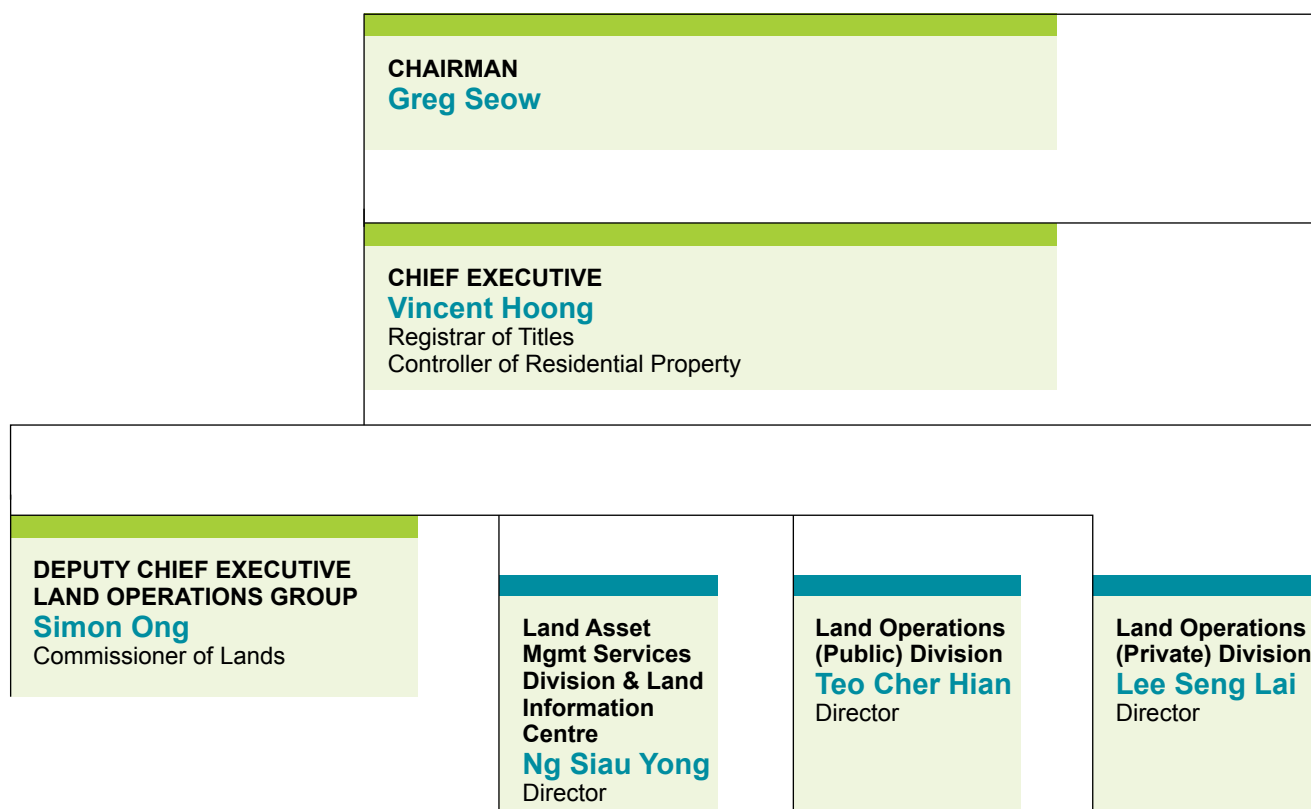 CHAIRMAN
Greg Seow
CHIEF EXECUTIVE
Vincent Hoong
Registrar of Titles
Controller of Residential Property
DEPUTY CHIEF EXECUTIVE
LAND OPERATIONS GROUP
Simon Ong
Commissioner of Lands
Land Asset
Mgmt Services
Division & Land
Information
Centre
Ng Siau Yong
Director
Land Operations
(Public) Division
Teo Cher Hian
Director
Land Operations
(Private) Division
Lee Seng Lai
Director